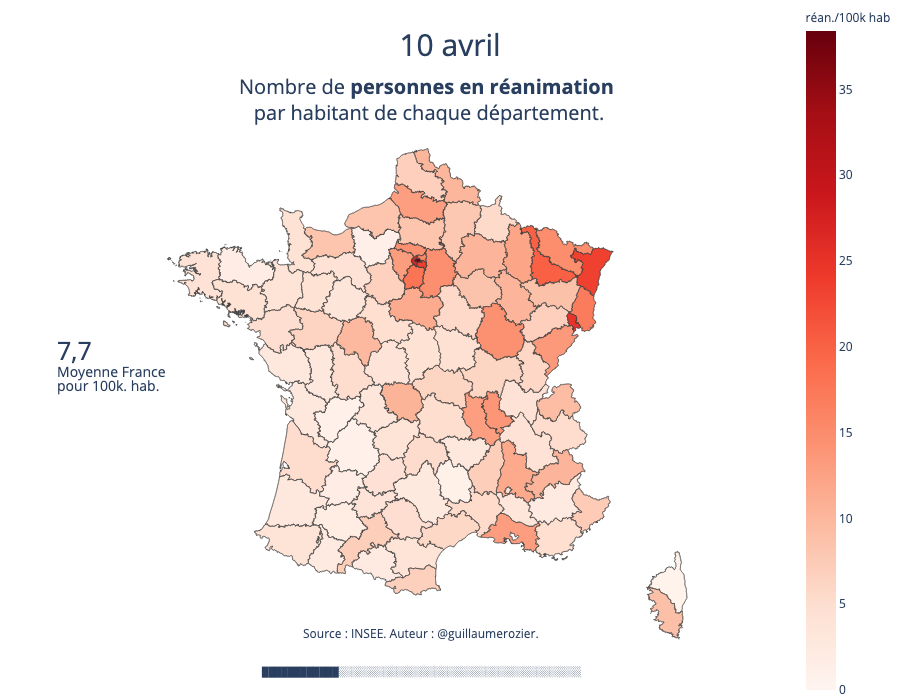 réan./100k hab
10 avril
Nombre de personnes en réanimation
par habitant de chaque département.
35
30
25
20
15
10
5
0
7,7
Moyenne France
pour 100k. hab.
Source : INSEE. Auteur : @guillaumerozier.